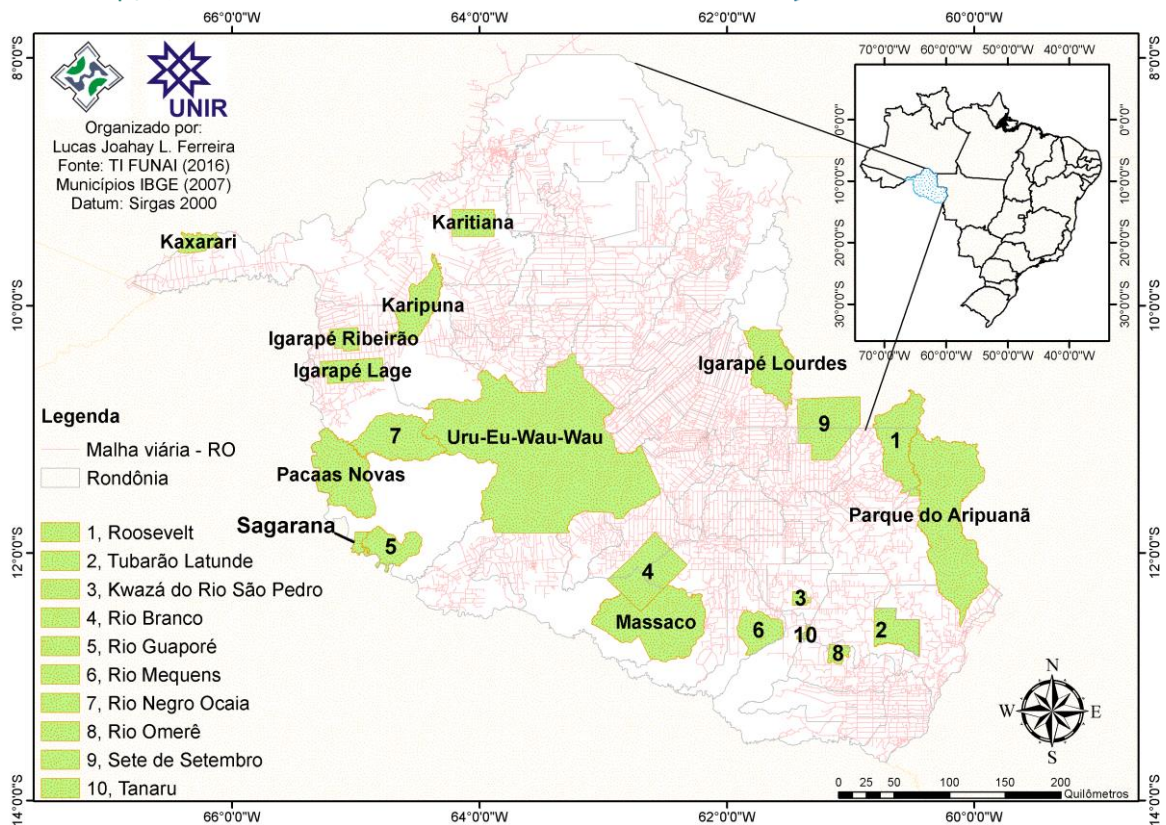 66°0'0"W 64°0'0"W 62°0'0"W 60°0'0"W
8°0'0"S
10°0'0"S
12°0'0"S
14°0'0"S
UNIR
Organizado por:
Lucas Joahay L. Ferreira
Fonte: TI FUNAI (2016)
Municípios IBGE (2007)
Datum: Sirgas 2000
70°0'0"W 60°0'0"W 50°0'0"W 40°0'0"W
0°0'0"
10°0'0"S
20°0'0"S
30°0'0"S
0°0'0"
10°0'0"S
20°0'0"S
30°0'0"S
70°0'0"W 60°0'0"W 50°0'0"W 40°0'0"W
Kaxarari
Karitiana
Karipuna
Igarapé Ribeirão
Igarapé Lage
Igarapé Lourdes
9
1
7
Uru-Eu-Wau-Wau
Pacaas Novas
Parque do Aripuanã
Sagarana
5
4
Massaco
3
6
10
2
8
Legenda
Malha viária - RO
Rondônia
1, Roosevelt
2, Tubarão Latunde
3, Kwazá do Rio São Pedro
4, Rio Branco
5, Rio Guaporé
6, Rio Mequens
7, Rio Negro Ocaia
8, Rio Omerê
9, Sete de Setembro
10, Tanaru
N
W E
S
0 25 50 100 150 200
Quilômetros
8°0'0"S
10°0'0"S
12°0'0"S
14°0'0"S
66°0'0"W 64°0'0"W 62°0'0"W 60°0'0"W